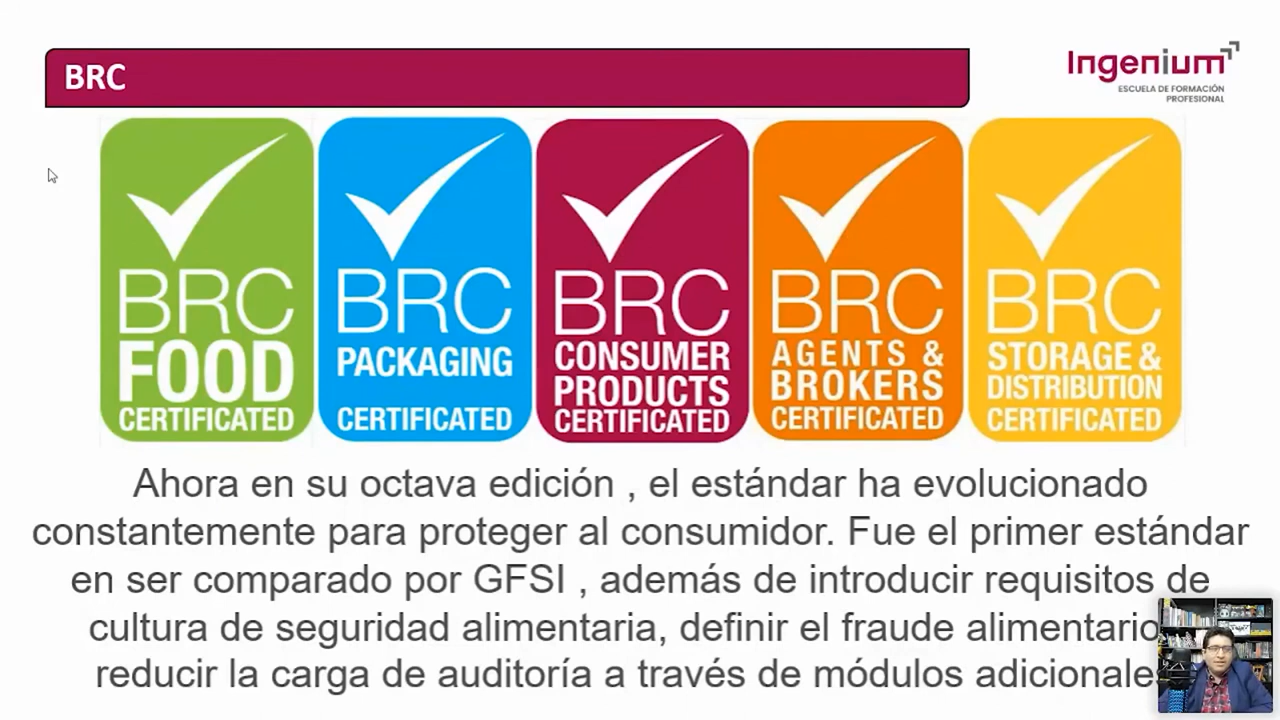 BRC
Ingenium
ESCUELA DE FORMACIÓN
PROFESIONAL
BRC
FOOD
CERTIFICATED
BRC
PACKAGING
CERTIFICATED
BRC
CONSUMER
PRODUCTS
CERTIFICATED
BRC
AGENTS &
BROKERS
CERTIFICATED
BRC
STORAGE &
DISTRIBUTION
CERTIFICATED
Ahora en su octava edición , el estándar ha evolucionado
constantemente para proteger al consumidor. Fue el primer estándar
en ser comparado por GFSI , además de introducir requisitos de
cultura de seguridad alimentaria, definir el fraude alimentario
reducir la carga de auditoría a través de módulos adicionales